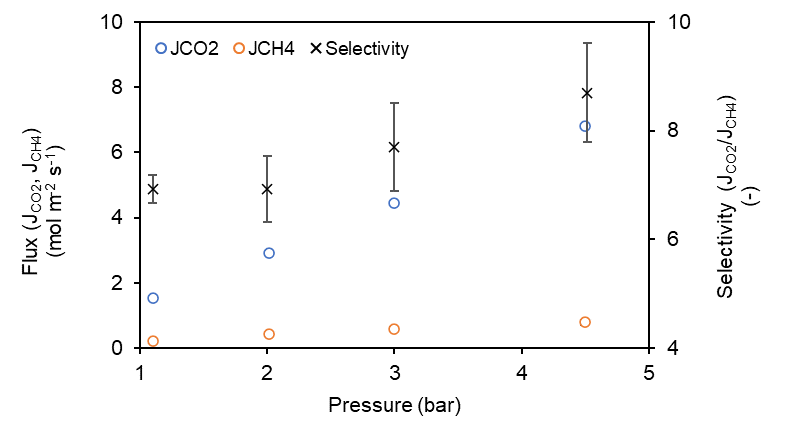 10
8
6
4
2
0
Flux (JCO2, JCH4)
(mol m-2 s-1)
JCO2 JCH4 Selectivity
10
8
6
4
Selectivity (JCO2/JCH4)
(-)
1 2 3 4 5
Pressure (bar)